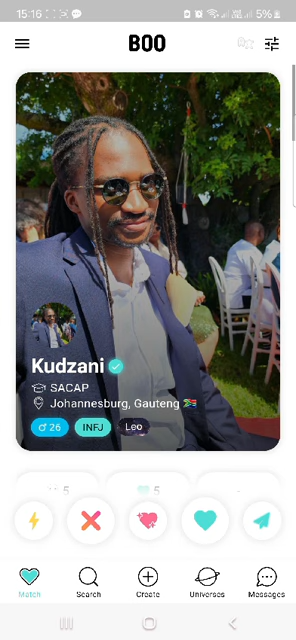 15:16
5%
BOO
Kudzani
SACAP
Johannesburg, Gauteng
26
INFJ
Leo
5
5
Match
Search
Create
Universes
Messages